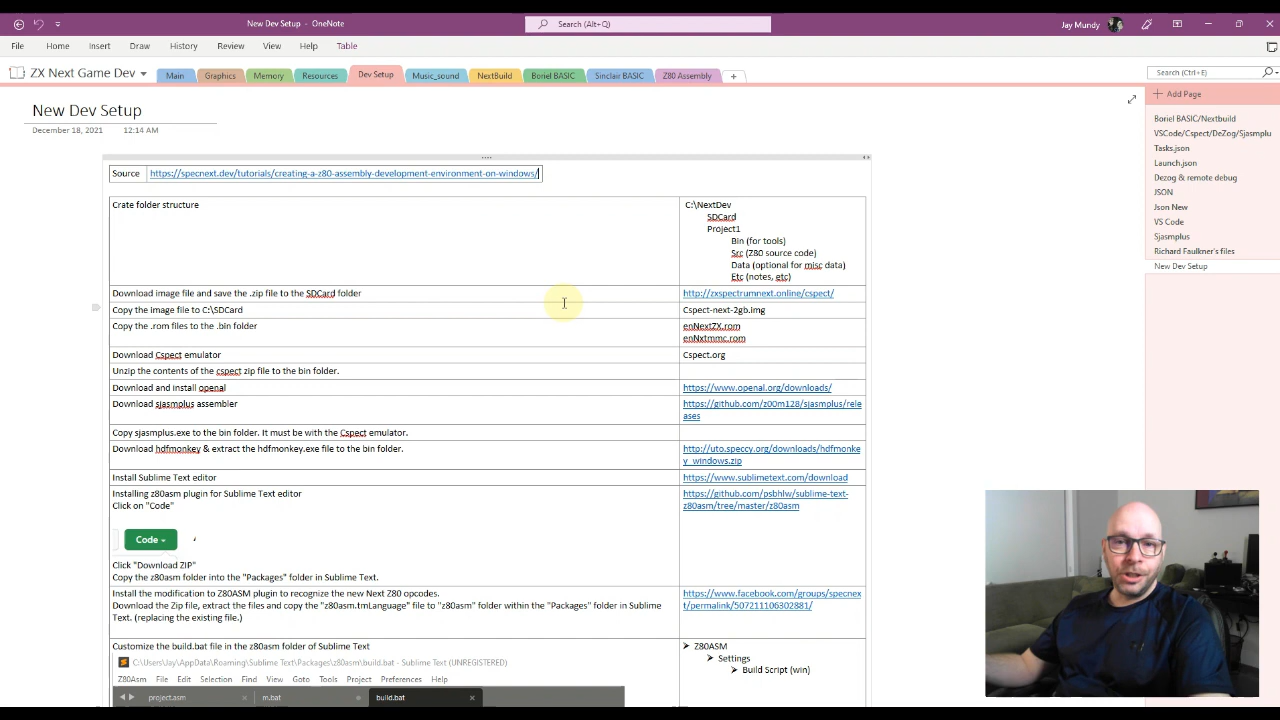 New Dev Setup - OneNote
Search (Alt+Q)
Jay Mundy
File Home Insert Draw History Review View Help Table
ZX Next Game Dev
Main Graphics Memory Resources Dev Setup Music_sound NextBuild Boriel BASIC Sinclair BASIC Z80 Assembly
Search (Ctrl+E)
New Dev Setup
December 18, 2021 12:14 AM
Add Page
Boriel BASIC/Nextbuild
VSCode/Cspect/DeZog/Sjasmplu
Tasks.json
Launch.json
Dezog & remote debug
JSON
Json New
VS Code
Sjasmplus
Richard Faulkner's files
New Dev Setup
Source https://specnext.dev/tutorials/creating-a-z80-assembly-development-environment-on-windows/
Crate folder structure
C:\NextDev
SDCard
Project1
Bin (for tools)
Src (Z80 source code)
Data (optional for misc data)
Etc (notes, etc)
Download image file and save the .zip file to the SDCard folder
http://zxspectrumnext.online/cspect/
Copy the image file to C:\SDCard
Cspect-next-2gb.img
Copy the .rom files to the .bin folder
enNextZX.rom
enNxtmmc.rom
Download Cspect emulator
Cspect.org
Unzip the contents of the cspect zip file to the bin folder.
Download and install openal
https://www.openal.org/downloads/
Download sjasmplus assembler
https://github.com/z00m128/sjasmplus/rele
ases
Copy sjasmplus.exe to the bin folder. It must be with the Cspect emulator.
Download hdfmonkey & extract the hdfmonkey.exe file to the bin folder.
http://uto.speccy.org/downloads/hdfmonke
y_windows.zip
Install Sublime Text editor
https://www.sublimetext.com/download
Installing z80asm plugin for Sublime Text editor
Click on "Code"
https://github.com/psbhlw/sublime-text-
z80asm/tree/master/z80asm
Code
Click "Download ZIP"
Copy the z80asm folder into the "Packages" folder in Sublime Text.
Install the modification to Z80ASM plugin to recognize the new Next Z80 opcodes.
Download the Zip file, extract the files and copy the "z80asm.tmLanguage" file to "z80asm" folder within the "Packages" folder in Sublime
Text. (replacing the existing file.)
https://www.facebook.com/groups/specnex
t/permalink/507211106302881/
Customize the build.bat file in the z80asm folder of Sublime Text
Z80ASM
Settings
Build Script (win)
C:\Users\Jay\AppData\Roaming\Sublime Text\Packages\z80asm\build.bat - Sublime Text (UNREGISTERED)
Z80Asm File Edit Selection Find View Goto Tools Project Preferences Help
project.asm m.bat build.bat